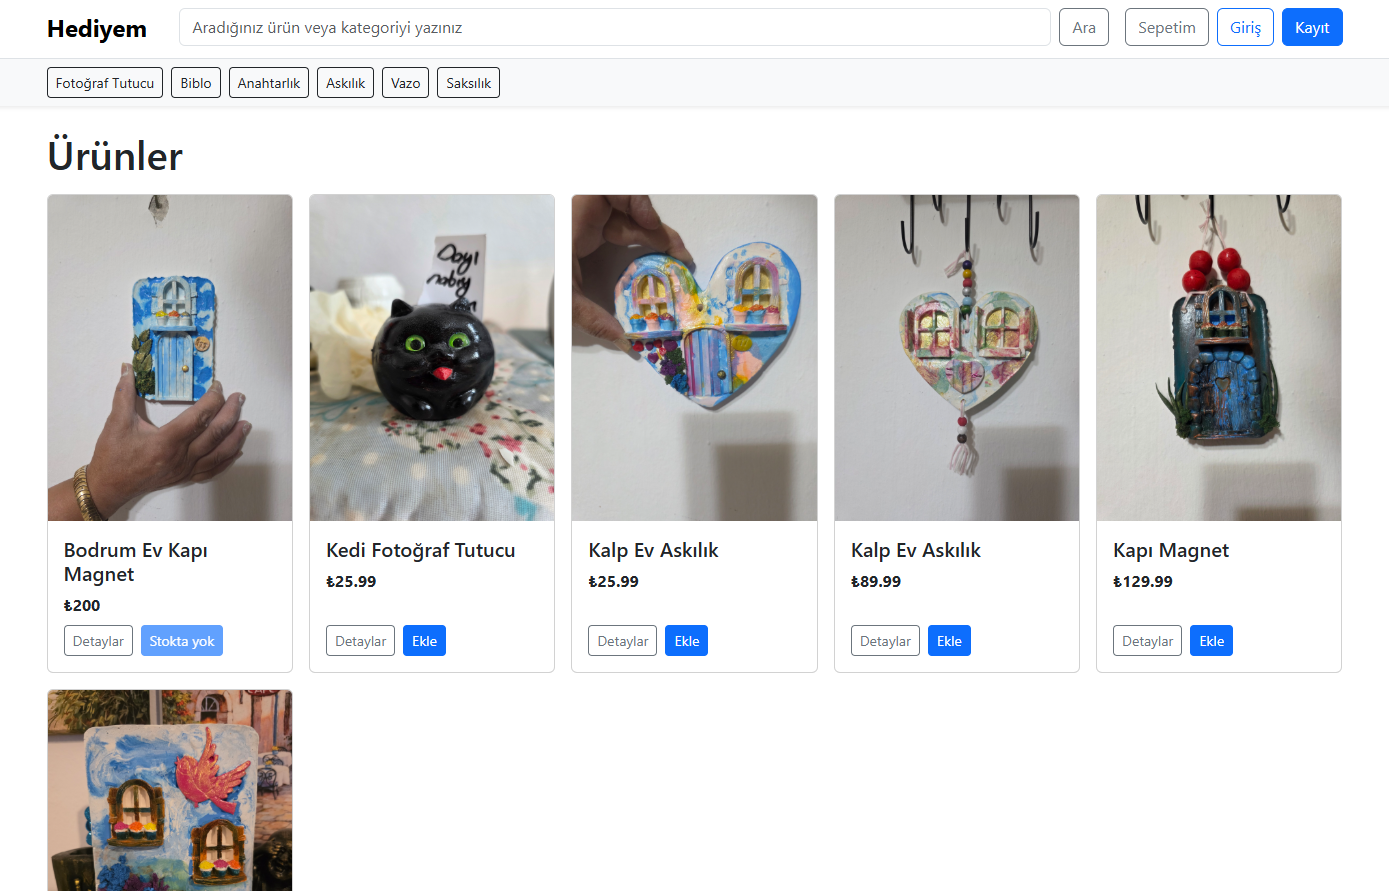 Hediyem
Aradığınız ürün veya kategoriyi yazınız
Ara
Sepetim
Giriş
Kayıt
Fotoğraf Tutucu
Biblo
Anahtarlık
Askılık
Vazo
Saksılık
Ürünler
Dayı
Bodrum Ev Kapı
Magnet
₺200
Detaylar
Stokta yok
Kedi Fotoğraf Tutucu
₺25.99
Detaylar
Ekle
Kalp Ev Askılık
₺25.99
Detaylar
Ekle
Kalp Ev Askılık
₺89.99
Detaylar
Ekle
Kapı Magnet
₺129.99
Detaylar
Ekle